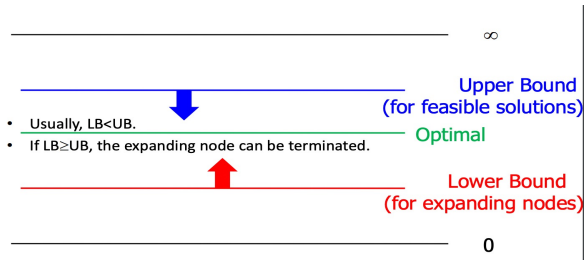 ∞
Upper Bound
(for feasible solutions)
• Usually, LB<UB.
Optimal
• If LB≥UB, the expanding node can be terminated.
Lower Bound
(for expanding nodes)
0